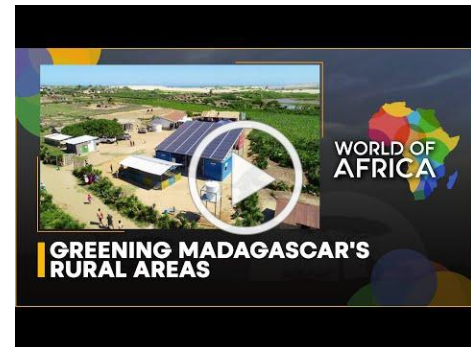 WORLD OF
AFRICA
GREENING MADAGASCAR'S
RURAL AREAS